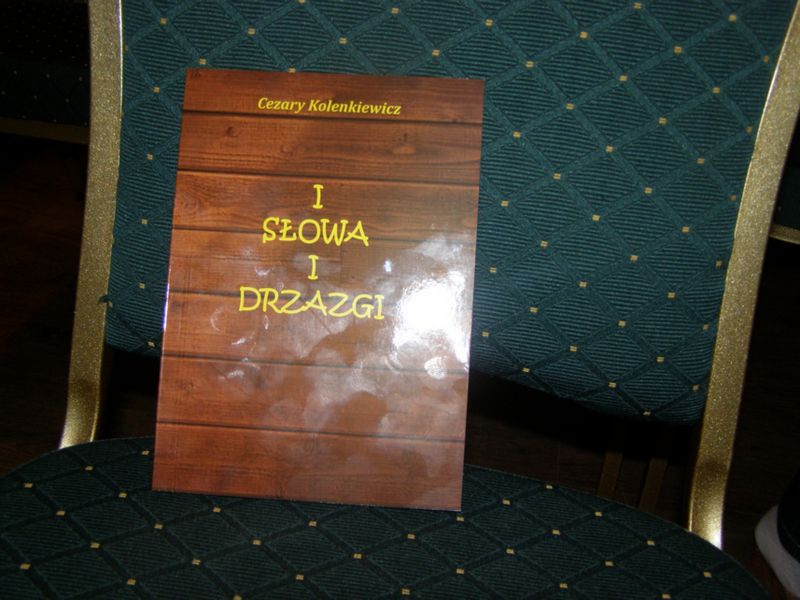 Cezary Kolenkiewicz
I
SŁOWA
I
DRZAZGI